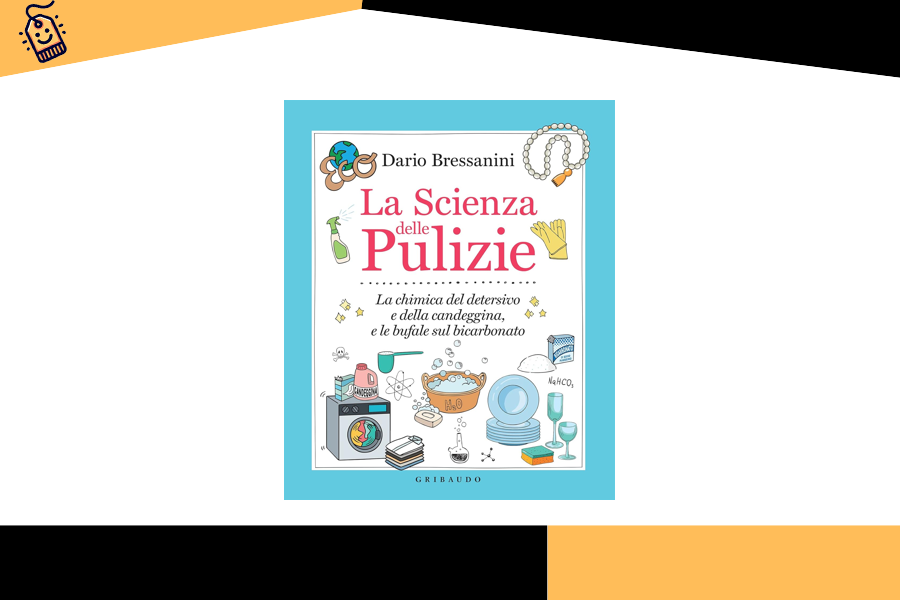 ECO
Dario Bressanini
La Scienza
delle
Pulizie
La chimica del detersivo
e della candeggina,
e le bufale sul bicarbonato
NaHCO₃
CANDEGGINA
H₂O
GRIBAUDO